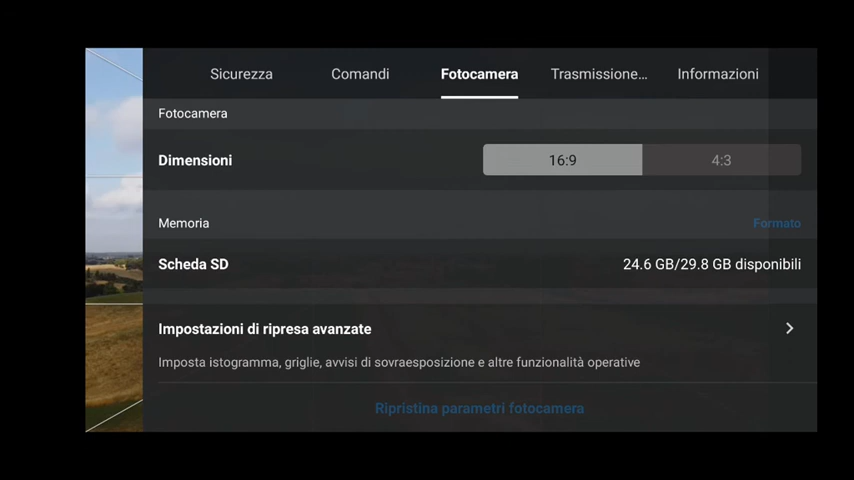 Sicurezza
Comandi
Fotocamera
Trasmissione...
Informazioni
Fotocamera
Dimensioni
16:9
4:3
Memoria
Formato
Scheda SD
24.6 GB/29.8 GB disponibili
Impostazioni di ripresa avanzate
Imposta istogramma, griglie, avvisi di sovraesposizione e altre funzionalità operative
Ripristina parametri fotocamera